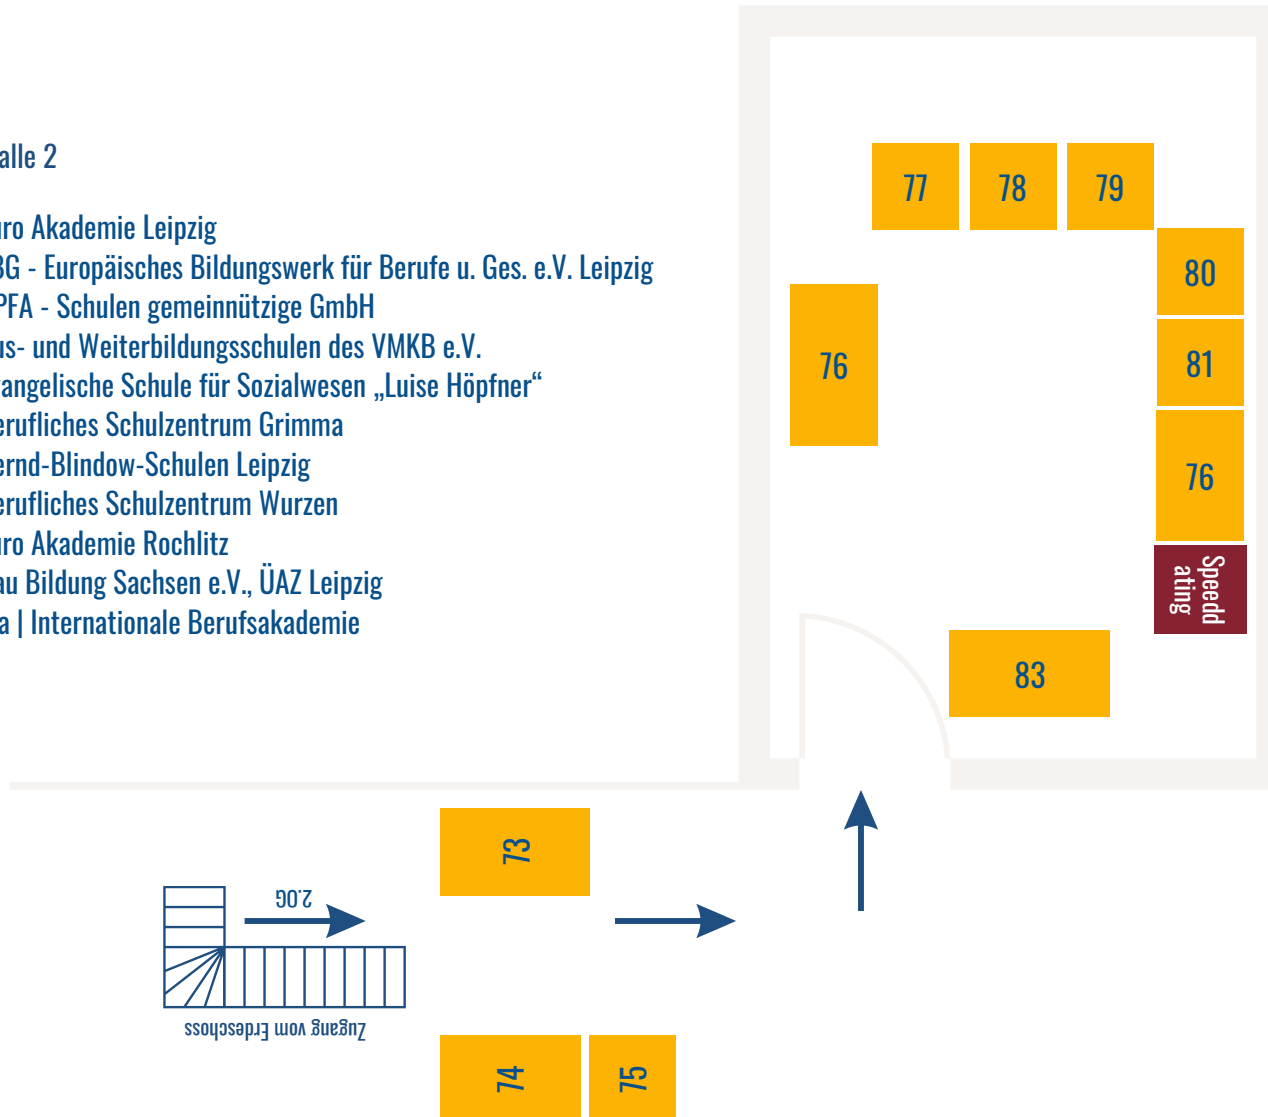 alle 2
uro Akademie Leipzig
BG - Europäisches Bildungswerk für Berufe u. Ges. e.V. Leipzig
PFA - Schulen gemeinnützige GmbH
us- und Weiterbildungsschulen des VMKB e.V.
vangelische Schule für Sozialwesen „Luise Höpfner“
erufliches Schulzentrum Grimma
ernd-Blindow-Schulen Leipzig
erufliches Schulzentrum Wurzen
uro Akademie Rochlitz
au Bildung Sachsen e.V., ÜAZ Leipzig
a | Internationale Berufsakademie
77
78
79
80
76
81
76
Speedd
ating
83
73
2.OG
Zugang vom Erdeschoss
74
75